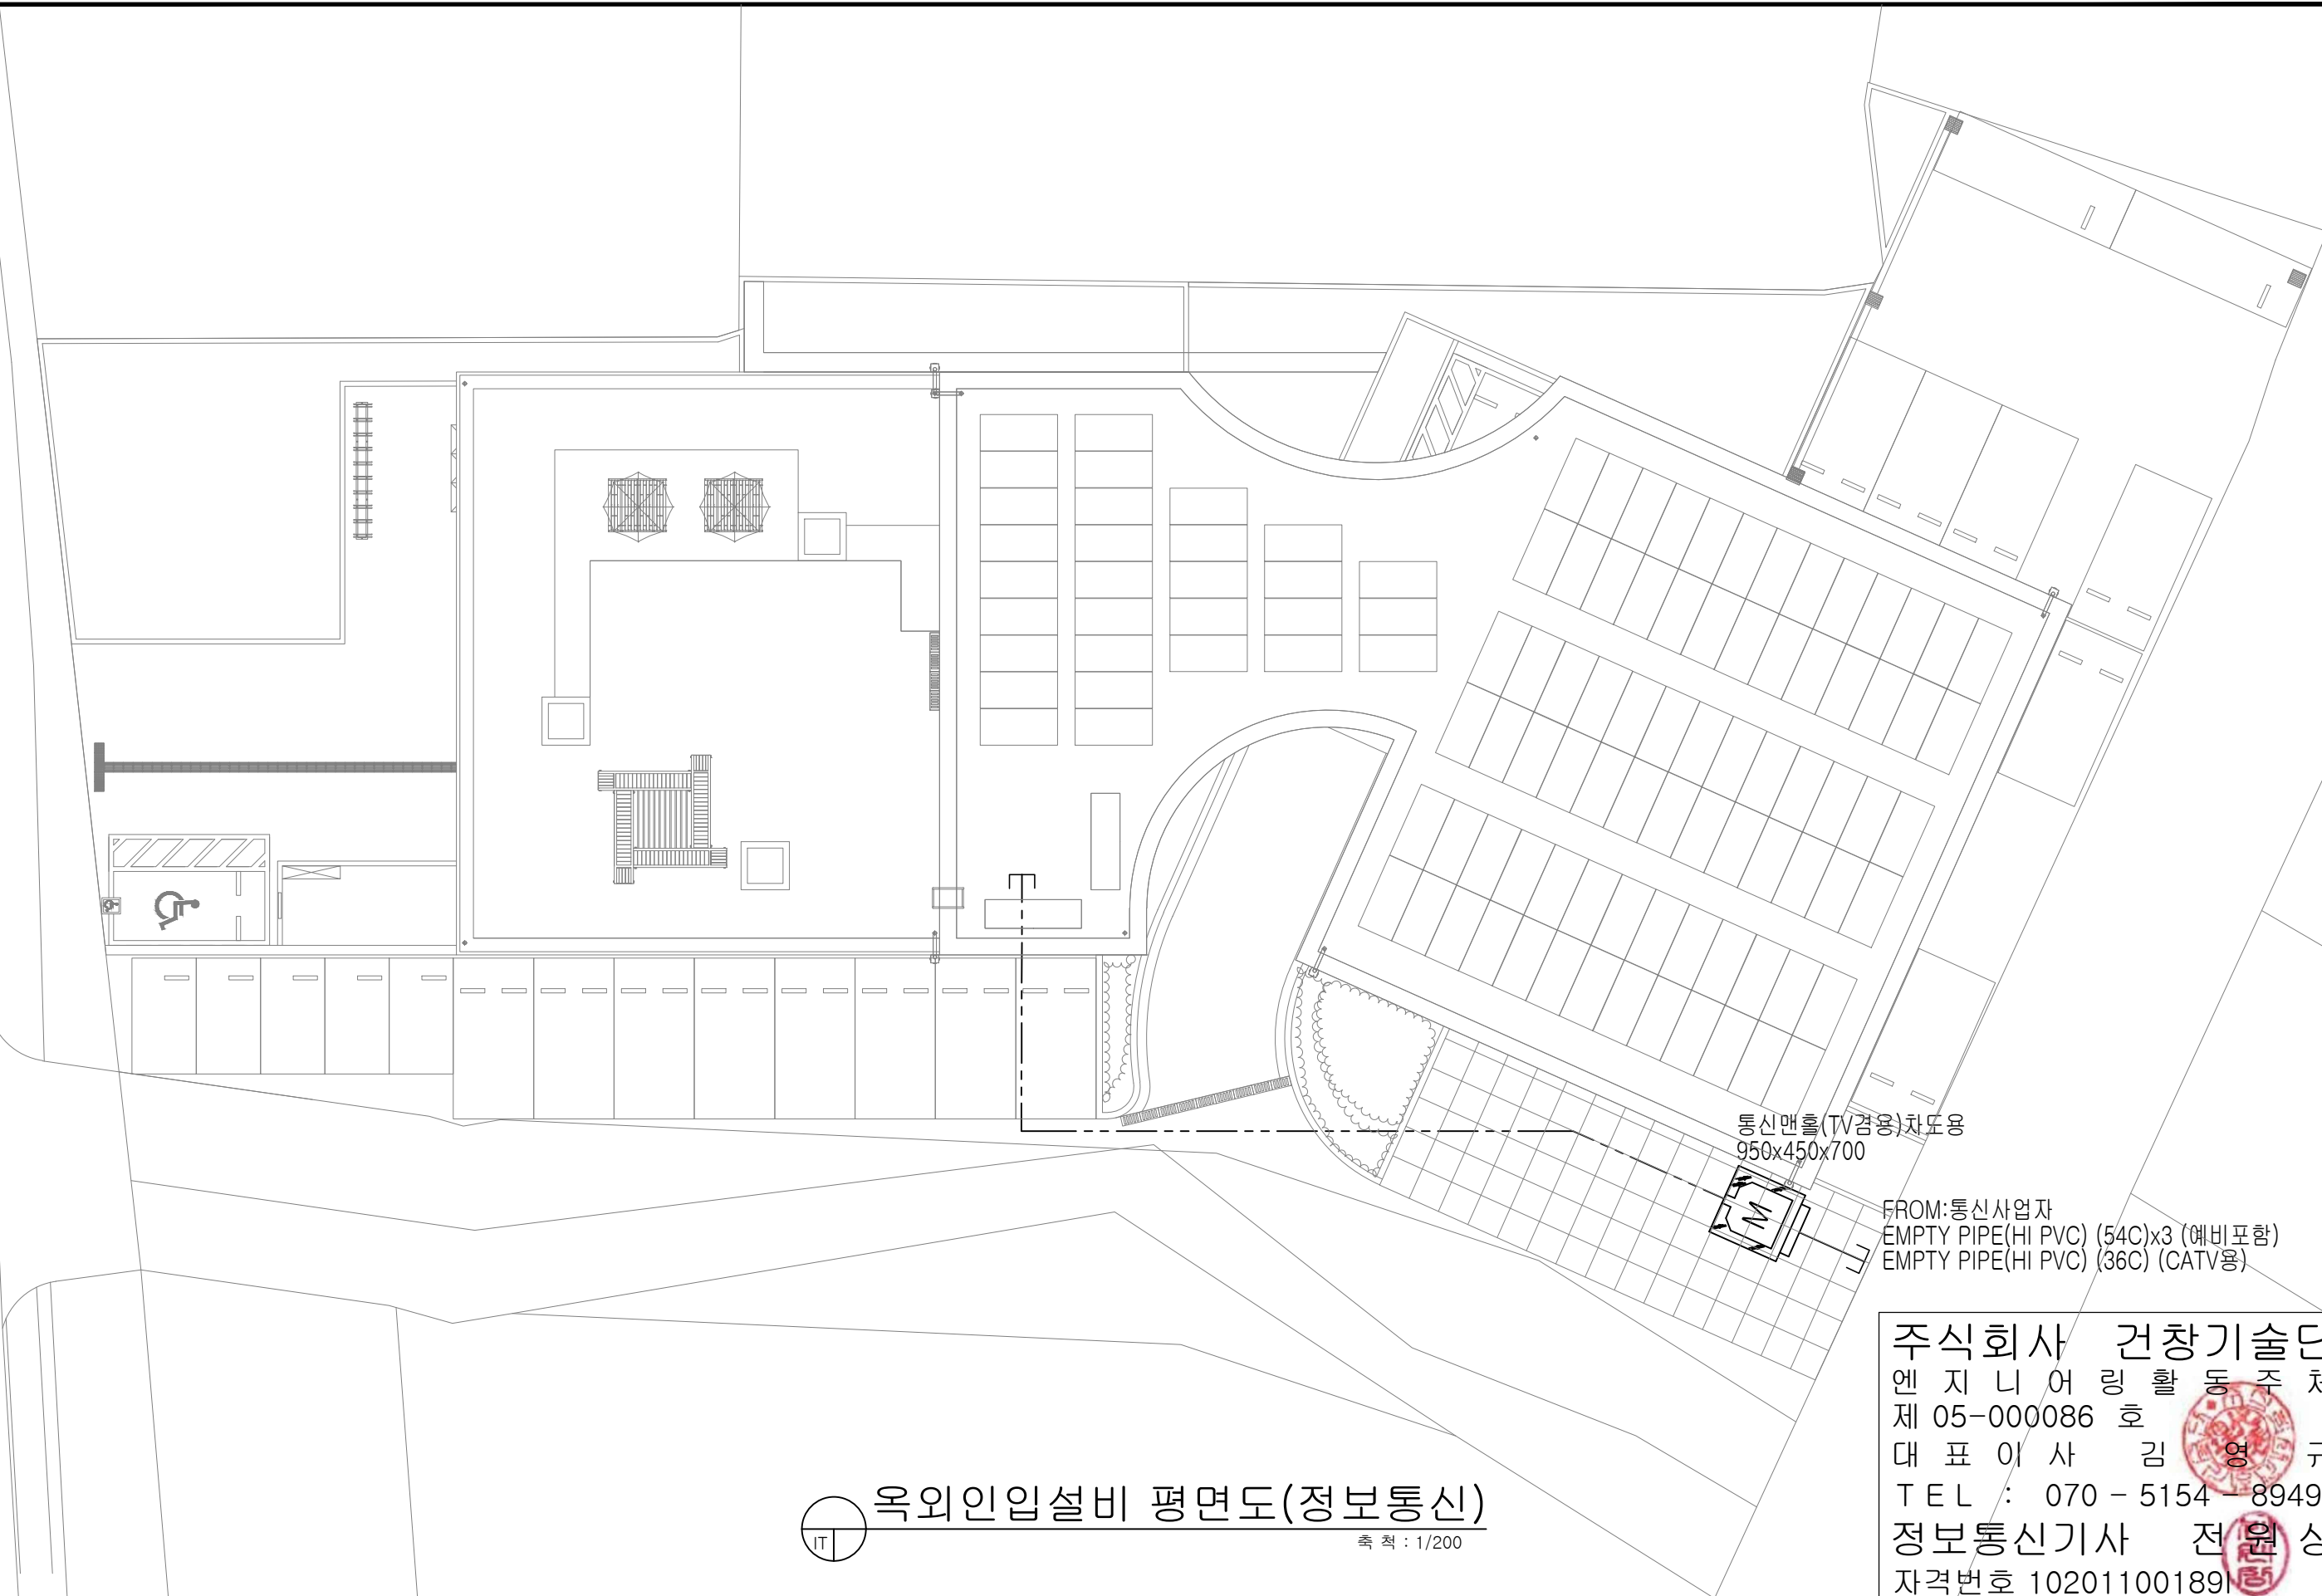 통신맨홀(TV겸용)차도용
950x450x700
M
FROM:통신사업자
EMPTY PIPE(HI PVC) (54C)x3 (예비포함)
EMPTY PIPE(HI PVC) (36C) (CATV용)
주식회사 건창기술단
엔 지 니 어 링 활 동 주 체
제 05-000086 호
대 표 이 사 김 영 규
TEL : 070 - 5154 - 8949
정보통신기사 전 원 상
자격번호 10201100189
옥외인입설비 평면도(정보통신)
IT
축 척 : 1/200